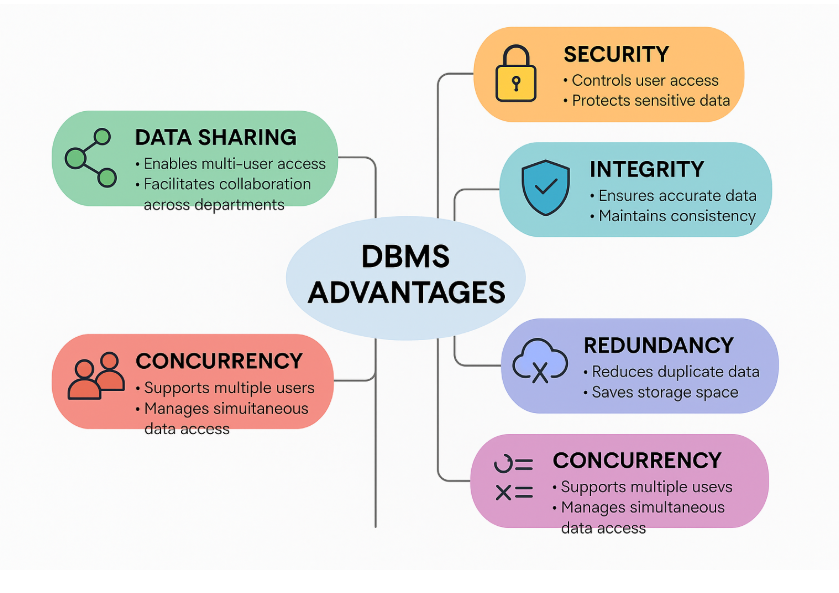 DBMS
ADVANTAGES
DATA SHARING
• Enables multi-user access
• Facilitates collaboration
across departments
CONCURRENCY
• Supports multiple users
• Manages simuitaneous
data access
SECURITY
• Controls user access
• Protects sensitive data
INTEGRITY
• Ensures accurate data
• Maintains consistency
REDUNDANCY
• Reduces duplicate data
• Saves storage space
CONCURRENCY
• Supports multiple usevs
• Manages simultaneous
data access